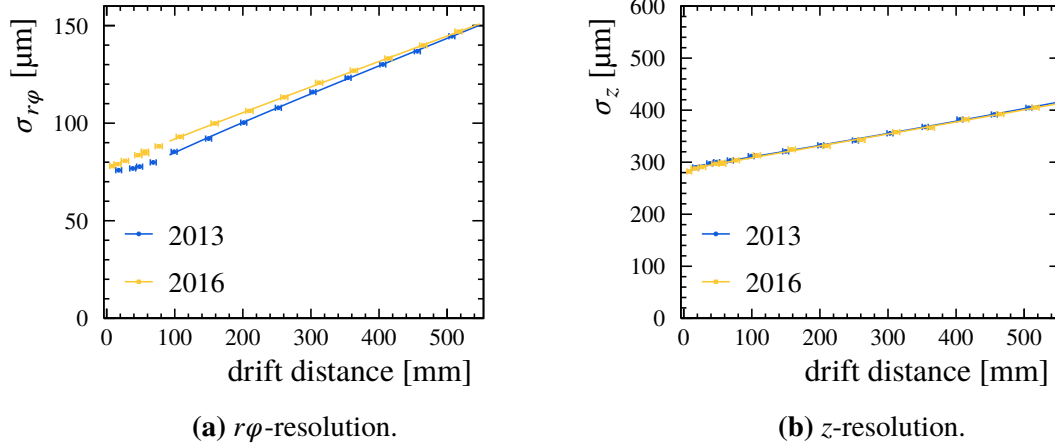 150
100
50
0
σrφ [μm]
2013
2016
0 100 200 300 400 500
drift distance [mm]
(a) rφ-resolution.
600
500
400
300
200
100
0
σz [μm]
2013
2016
0 100 200 300 400 500
drift distance [mm]
(b) z-resolution.